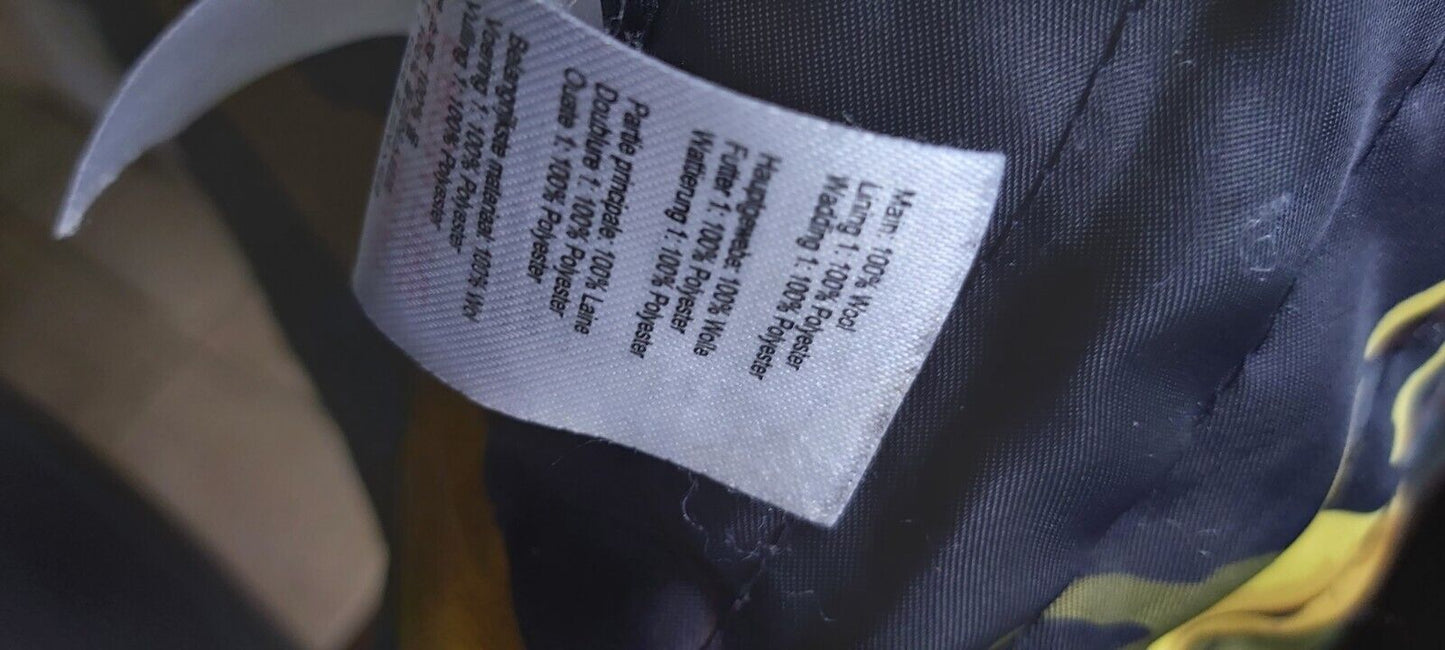 Main: 100% Wool
Lining 1: 100% Polyester
Wadding 1: 100% Polyester
Hauptgewebe: 100% Wolle
Futter 1: 100% Polyester
Wattierung 1: 100% Polyester
Partie principale: 100% Laine
Doublure 1: 100% Polyester
Ouate 1: 100% Polyester
Belangrijkse materiaal: 100% Wol
Voering 1: 100% Polyester
Vulling 1: 100% Polyester